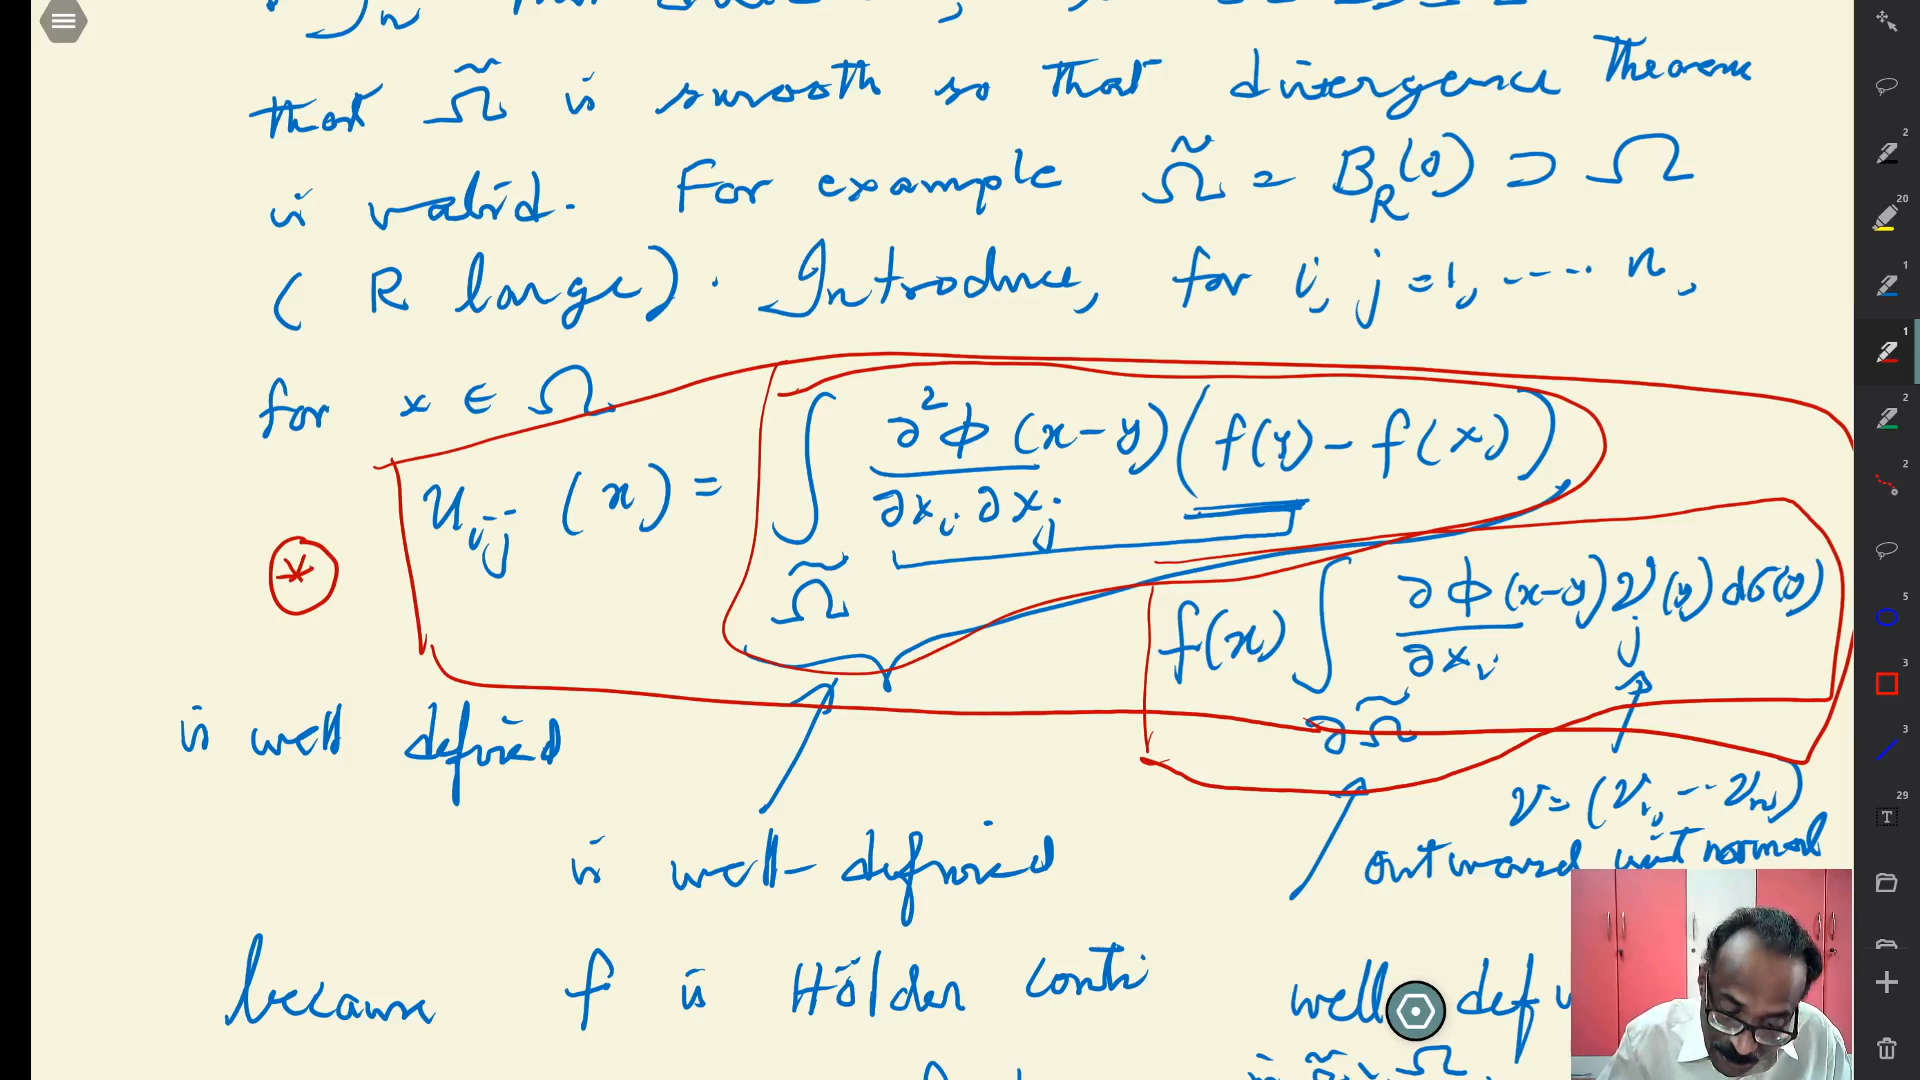 that Ω̃ is smooth so that divergence Theorem
is valid. For example Ω̃ = B_R(0) ⊃ Ω
( R large ). Introduce, for i, j = 1, ---- n,
for x ∈ Ω
u_ij (x) = ∫_Ω̃ ∂²φ/∂x_i ∂x_j (x-y) ( f(y) - f(x) )
*
f(x) ∫_∂Ω̃ ∂φ/∂x_i (x-y) ν_j (y) dσ(y)
is well defined
ν = (ν_1, -- ν_n)
is well-defined
outward unit normal
because f is Hölder conti
well def